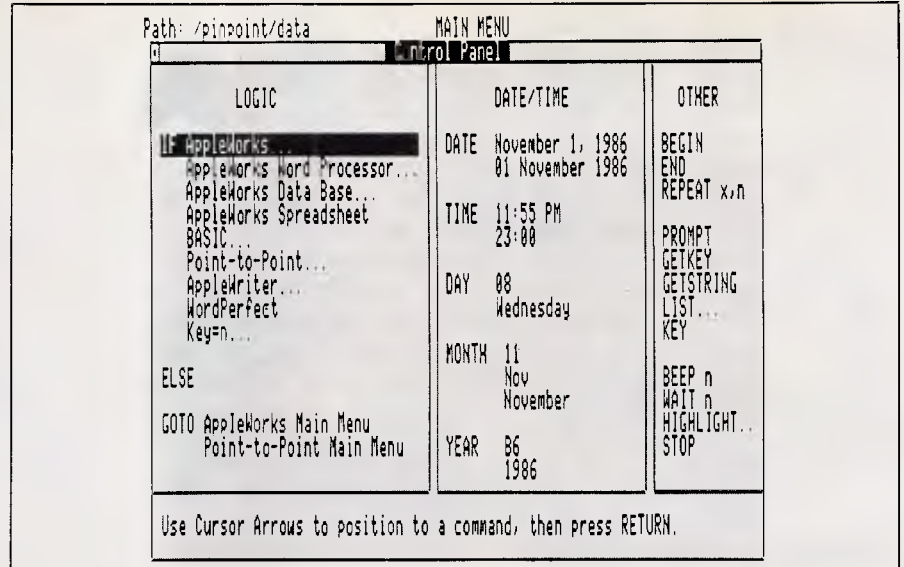 Path: /pinpoint/data MAIN MENU
Control Panel
LOGIC
IF AppleWorks...
AppleWorks Word Processor...
AppleWorks Data Base...
AppleWorks Spreadsheet
BASIC...
Point-to-Point...
AppleWriter...
WordPerfect
Key=n...
ELSE
GOTO AppleWorks Main Menu
Point-to-Point Main Menu
DATE/TIME
DATE November 1, 1986
01 November 1986
TIME 11:55 PM
23:00
DAY 08
Wednesday
MONTH 11
Nov
November
YEAR 86
1986
OTHER
BEGIN
END
REPEAT x,n
PROMPT
GETKEY
GETSTRING
LIST...
KEY
BEEP n
WAIT n
HIGHLIGHT..
STOP
Use Cursor Arrows to position to a command, then press RETURN.